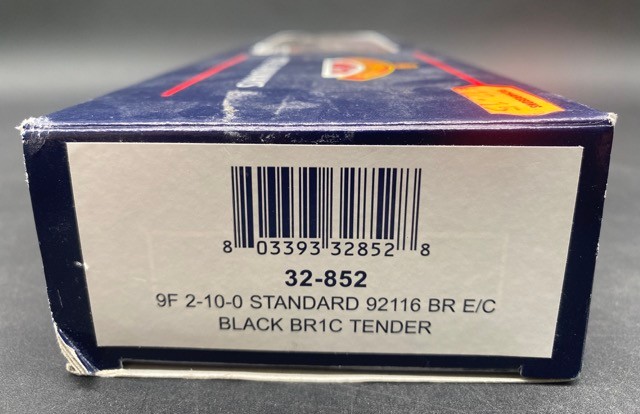 8 03393 32852 8
32-852
9F 2-10-0 STANDARD 92116 BR E/C
BLACK BR1C TENDER